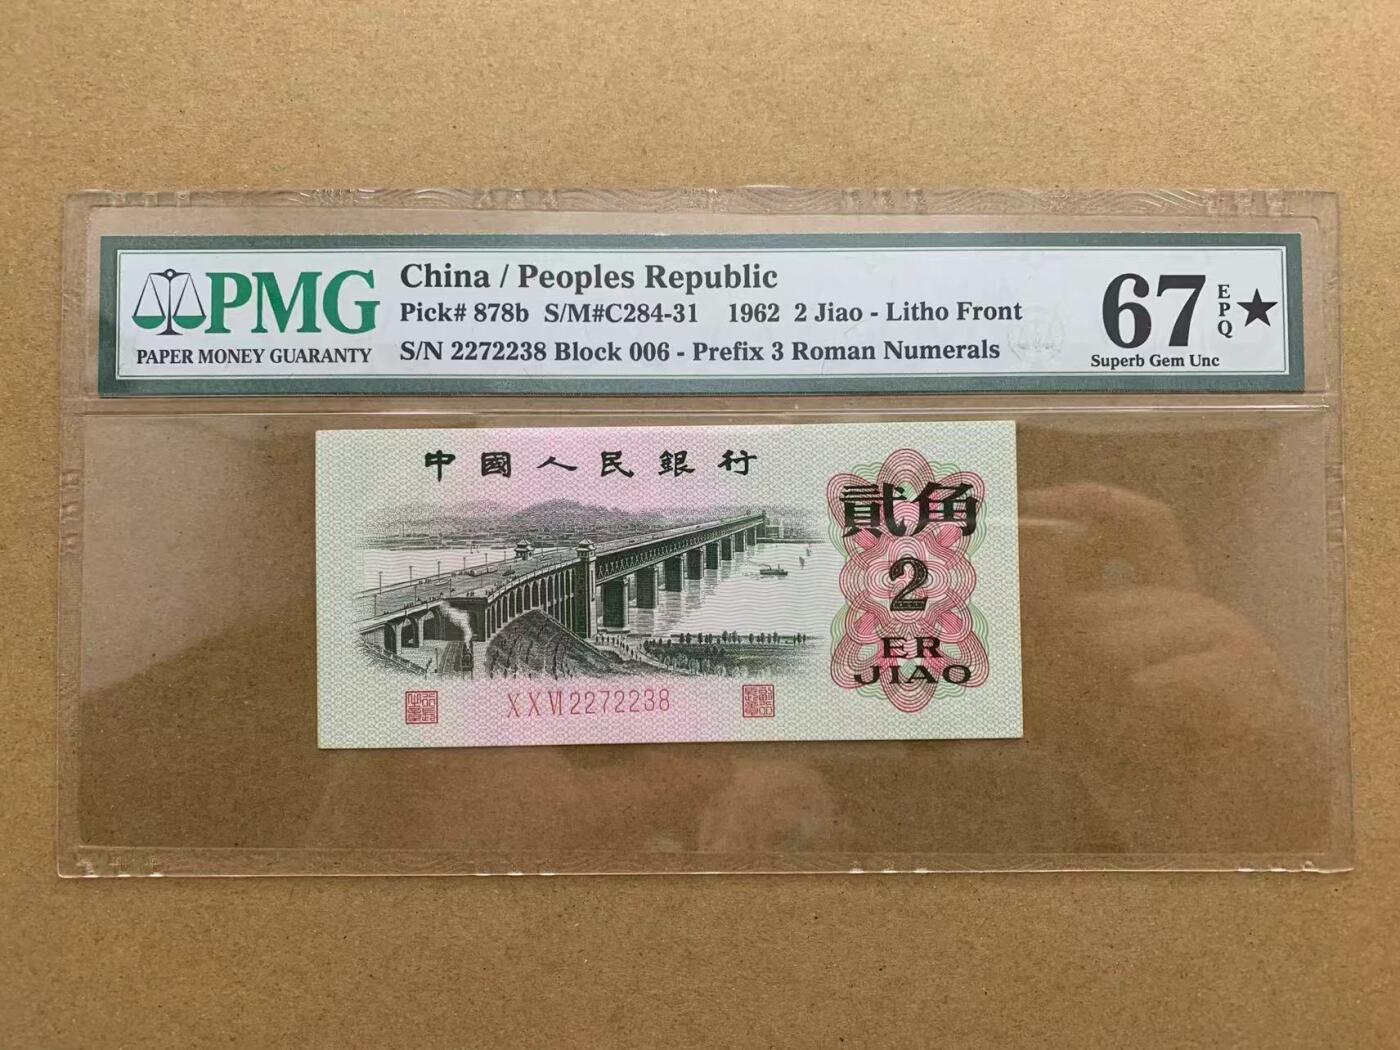 PMG
PAPER MONEY GUARANTY
China / Peoples Republic
Pick# 878b S/M#C284-31 1962 2 Jiao - Litho Front
S/N 2272238 Block 006 - Prefix 3 Roman Numerals
67 EPQ ★
Superb Gem Unc
中國人民銀行
貳角
2
ER
JIAO
XXVI2272238